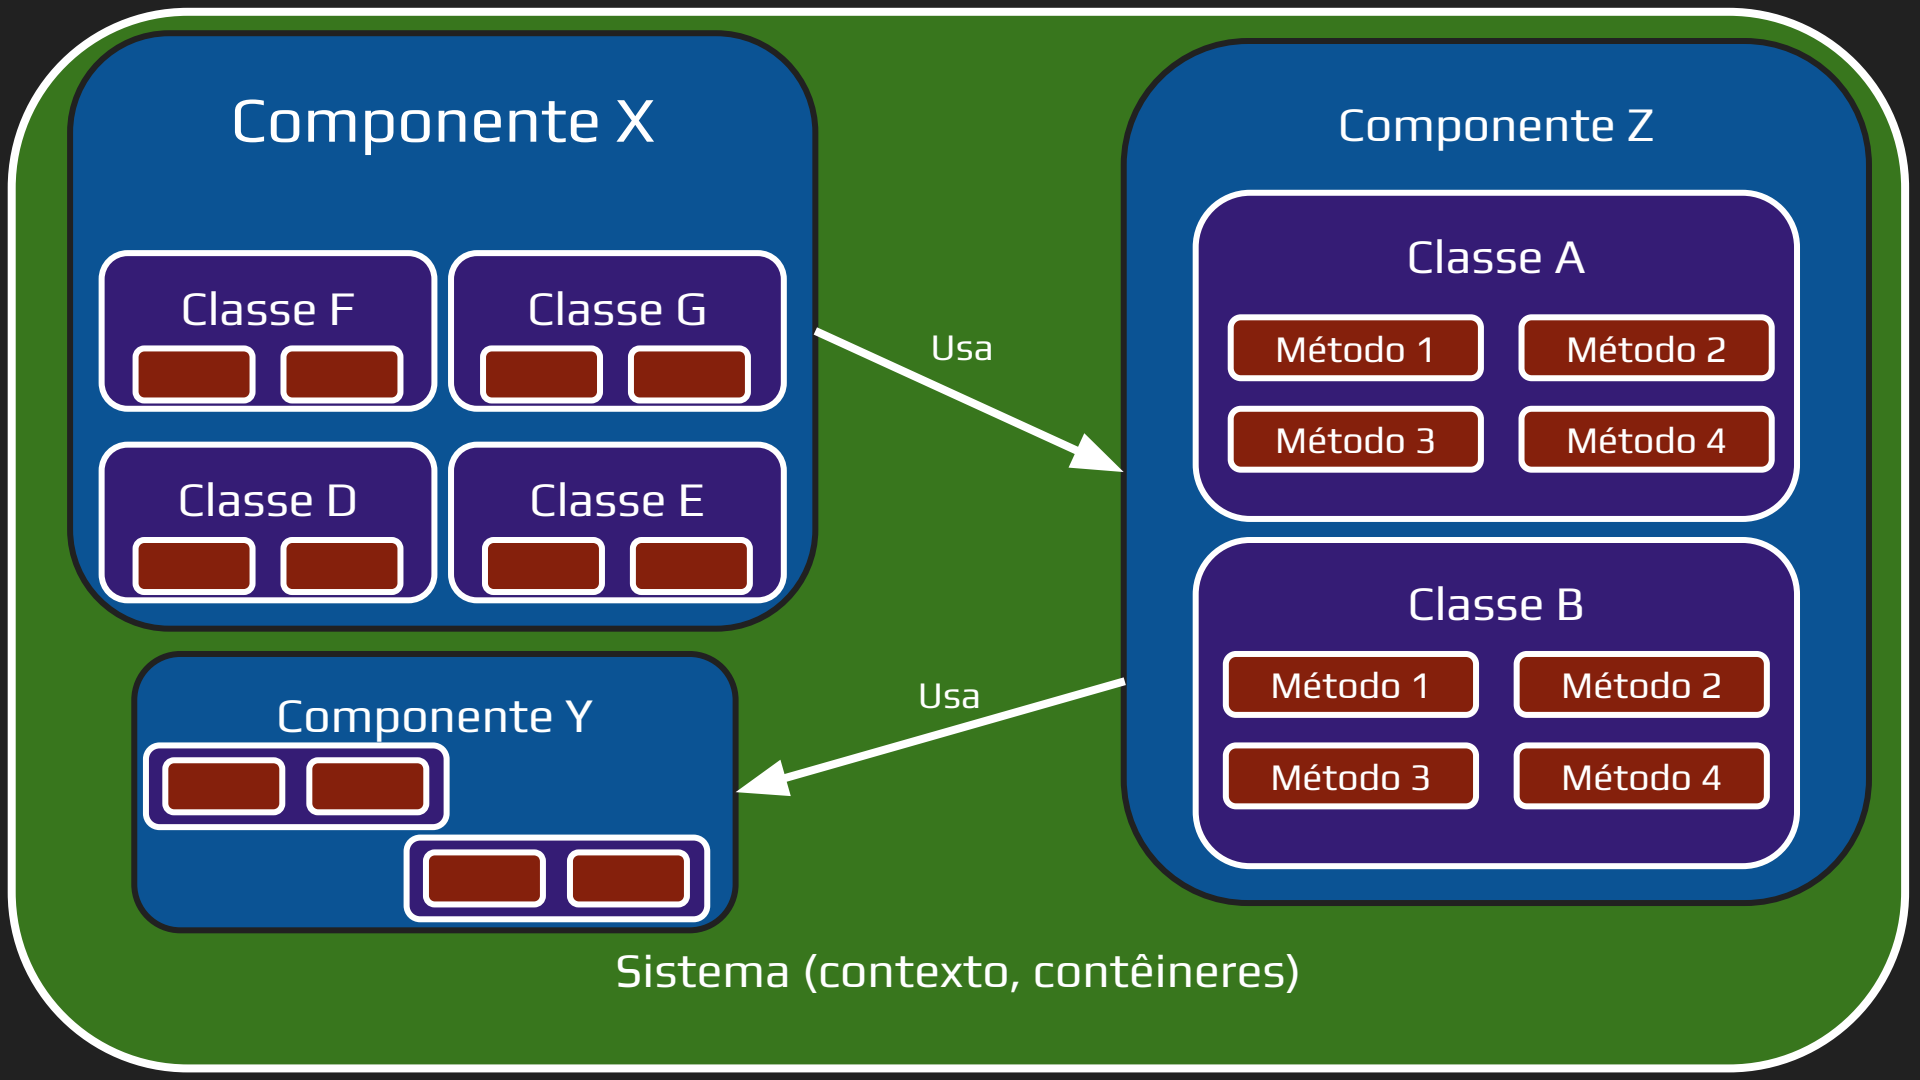 Componente X
Classe F
Classe G
Classe D
Classe E
Usa
Componente Z
Classe A
Método 1
Método 2
Método 3
Método 4
Classe B
Método 1
Método 2
Método 3
Método 4
Usa
Componente Y
Sistema (contexto, contêineres)